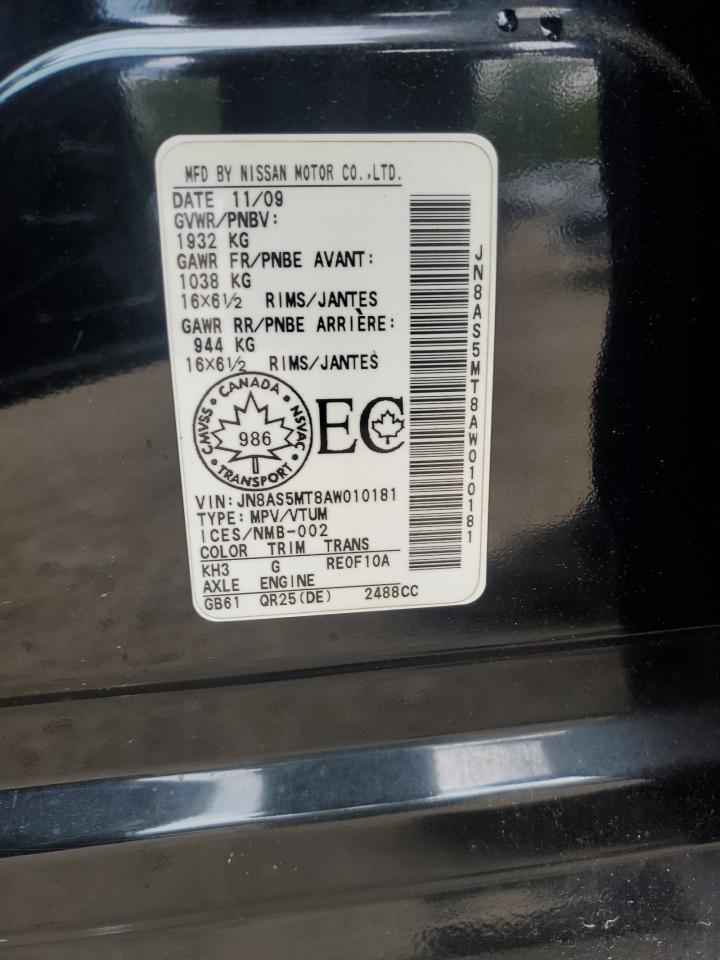 MFD BY NISSAN MOTOR CO.,LTD.
DATE 11/09
GVWR/PNBV:
1932 KG
GAWR FR/PNBE AVANT:
1038 KG
16X6½ RIMS/JANTES
GAWR RR/PNBE ARRIÈRE:
944 KG
16X6½ RIMS/JANTES
CANADA
CMVSS
NSVAC
986
TRANSPORT
EC
VIN:JN8AS5MT8AW010181
TYPE:MPV/VTUM
ICES/NMB-002
COLOR TRIM TRANS
KH3 G RE0F10A
AXLE ENGINE
GB61 QR25(DE) 2488CC
JN8AS5MT8AW010181